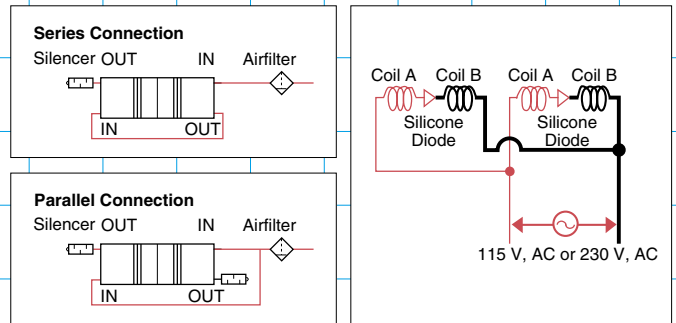 Series Connection
Silencer OUT IN Airfilter
IN OUT
Parallel Connection
Silencer OUT IN Airfilter
IN OUT
Coil A Coil B Coil A Coil B
Silicone Silicone
Diode Diode
115 V, AC or 230 V, AC